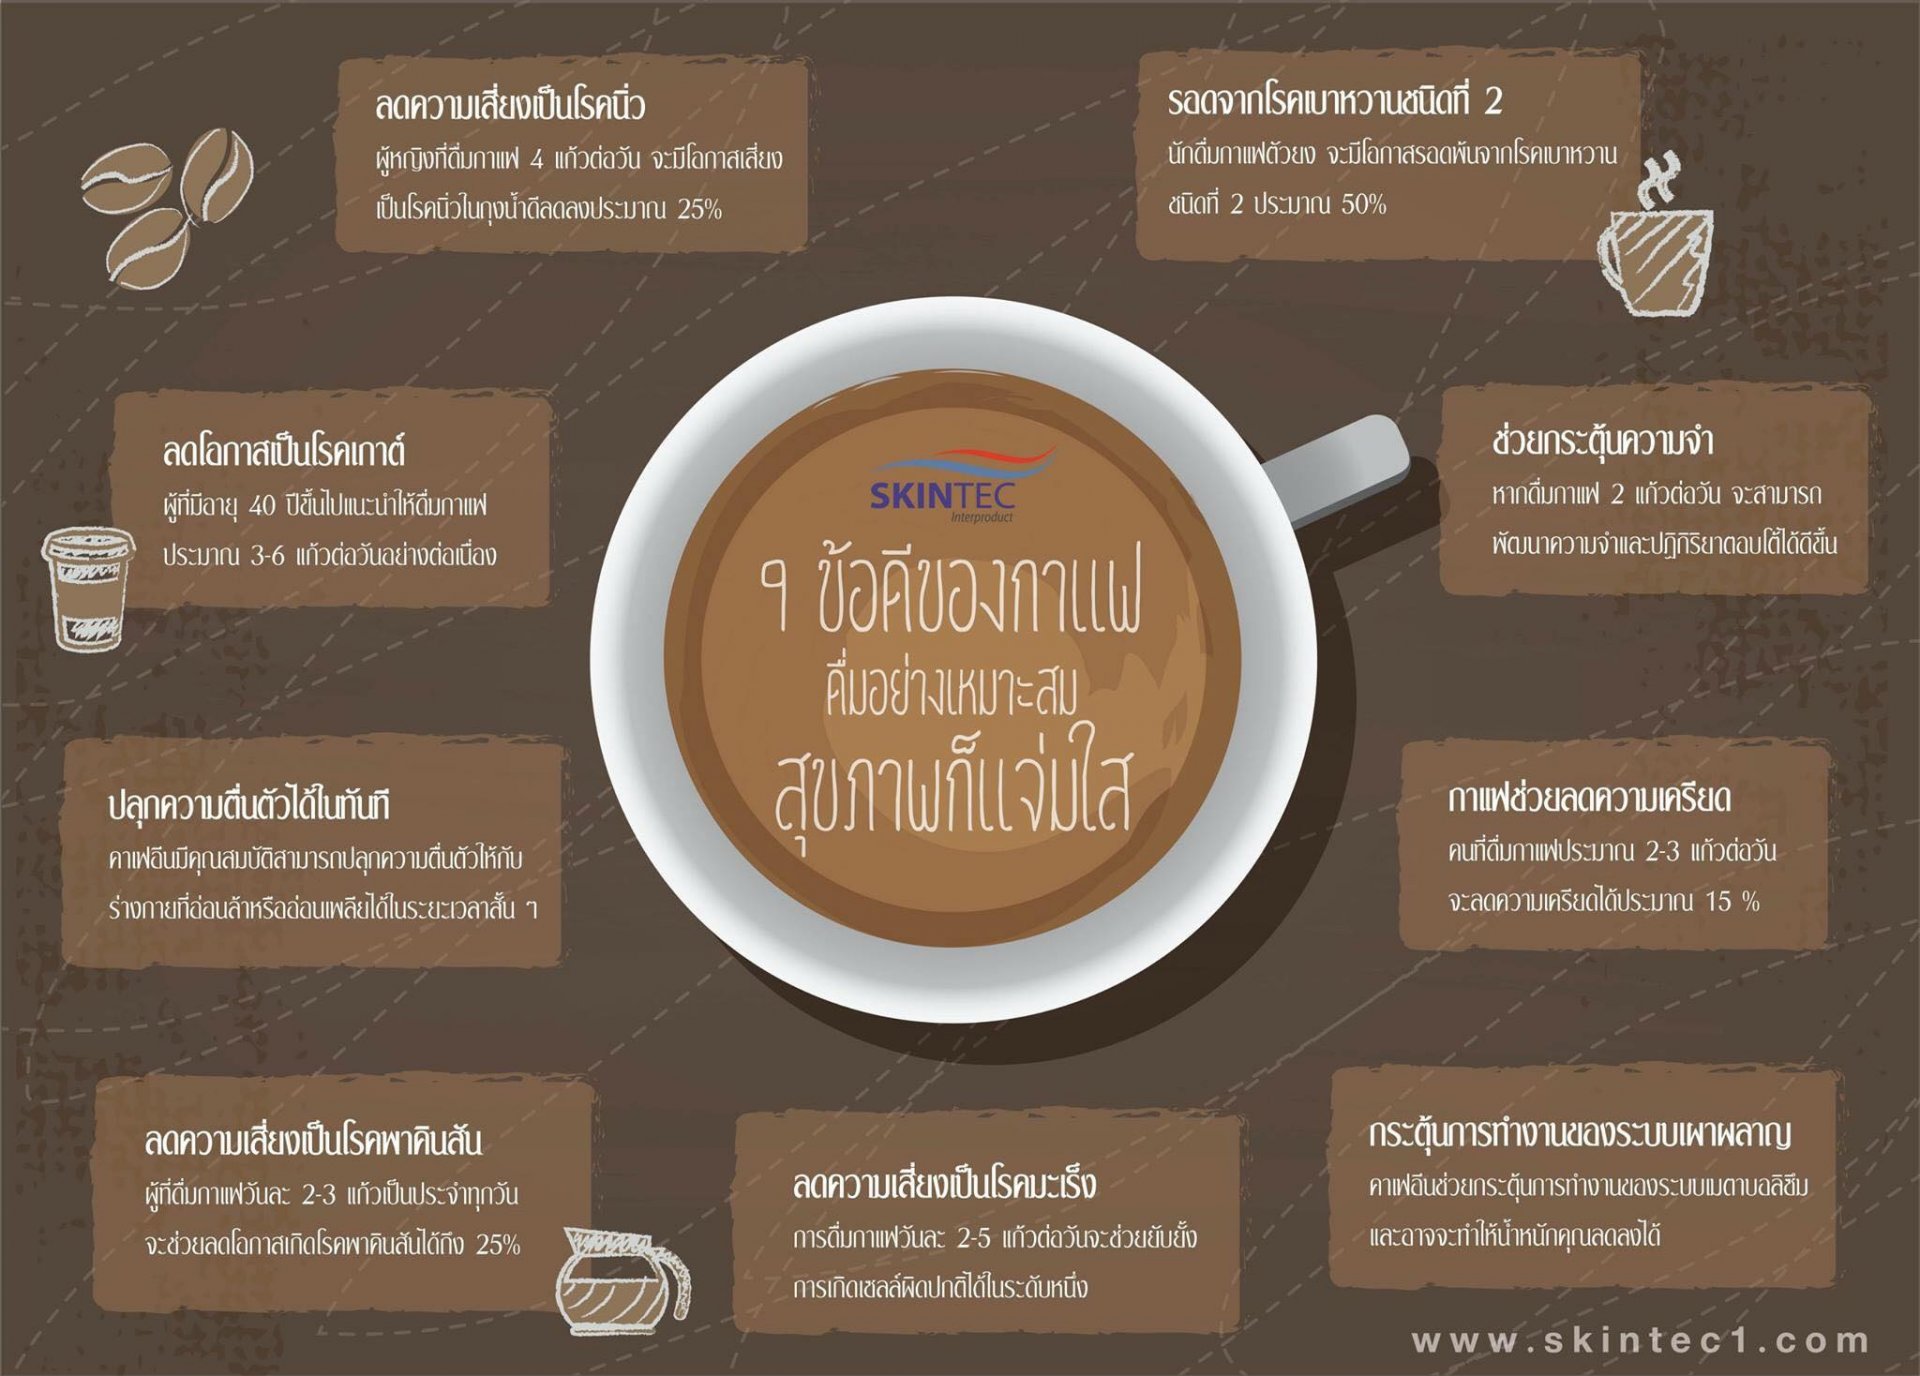 ลดความเสี่ยงเป็นโรคนิ่ว
ผู้หญิงที่ดื่มกาแฟ 4 แก้วต่อวัน จะมีโอกาสเสี่ยง
เป็นโรคนิ่วในถุงน้ำดีลดลงประมาณ 25%
รอดจากโรคเบาหวานชนิดที่ 2
นักดื่มกาแฟตัวยง จะมีโอกาสรอดพ้นจากโรคเบาหวาน
ชนิดที่ 2 ประมาณ 50%
ลดโอกาสเป็นโรคเกาต์
ผู้ที่มีอายุ 40 ปีขึ้นไปแนะนำให้ดื่มกาแฟ
ประมาณ 3-6 แก้วต่อวันอย่างต่อเนื่อง
SKINTEC
Interproduct
9 ข้อดีของกาแฟ
ดื่มอย่างเหมาะสม
สุขภาพก็แจ่มใส
ช่วยกระตุ้นความจำ
หากดื่มกาแฟ 2 แก้วต่อวัน จะสามารถ
พัฒนาความจำและปฏิกิริยาตอบโต้ได้ดีขึ้น
ปลุกความตื่นตัวได้ในทันที
คาเฟอีนมีคุณสมบัติสามารถปลุกความตื่นตัวให้กับ
ร่างกายที่อ่อนล้าหรืออ่อนเพลียได้ในระยะเวลาสั้น ๆ
กาแฟช่วยลดความเครียด
คนที่ดื่มกาแฟประมาณ 2-3 แก้วต่อวัน
จะลดความเครียดได้ประมาณ 15 %
ลดความเสี่ยงเป็นโรคพาคินสัน
ผู้ที่ดื่มกาแฟวันละ 2-3 แก้วเป็นประจำทุกวัน
จะช่วยลดโอกาสเกิดโรคพาคินสันได้ถึง 25%
ลดความเสี่ยงเป็นโรคมะเร็ง
การดื่มกาแฟวันละ 2-5 แก้วต่อวันจะช่วยยับยั้ง
การเกิดเซลล์ผิดปกติได้ในระดับหนึ่ง
กระตุ้นการทำงานของระบบเผาผลาญ
คาเฟอีนช่วยกระตุ้นการทำงานของระบบเมตาบอลิซึม
และอาจจะทำให้น้ำหนักคุณลดลงได้
www.skintec1.com